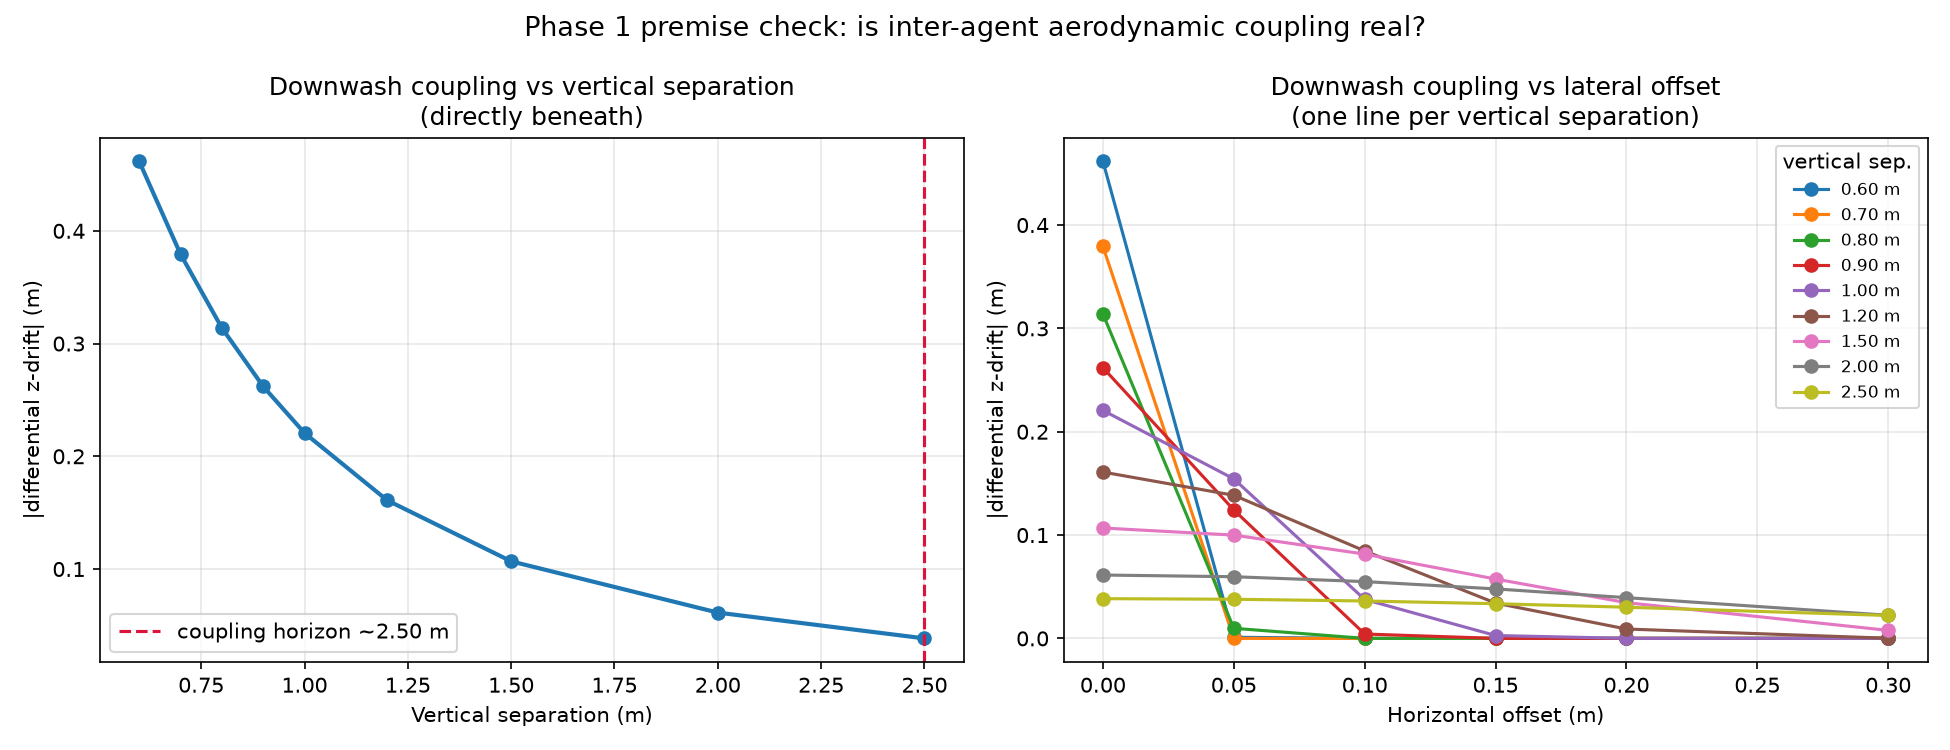 Phase 1 premise check: is inter-agent aerodynamic coupling real?
Downwash coupling vs vertical separation
(directly beneath)
|differential z-drift| (m)
0.4
0.3
0.2
0.1
coupling horizon ~2.50 m
0.75 1.00 1.25 1.50 1.75 2.00 2.25 2.50
Vertical separation (m)
Downwash coupling vs lateral offset
(one line per vertical separation)
|differential z-drift| (m)
0.4
0.3
0.2
0.1
0.0
vertical sep.
0.60 m
0.70 m
0.80 m
0.90 m
1.00 m
1.20 m
1.50 m
2.00 m
2.50 m
0.00 0.05 0.10 0.15 0.20 0.25 0.30
Horizontal offset (m)